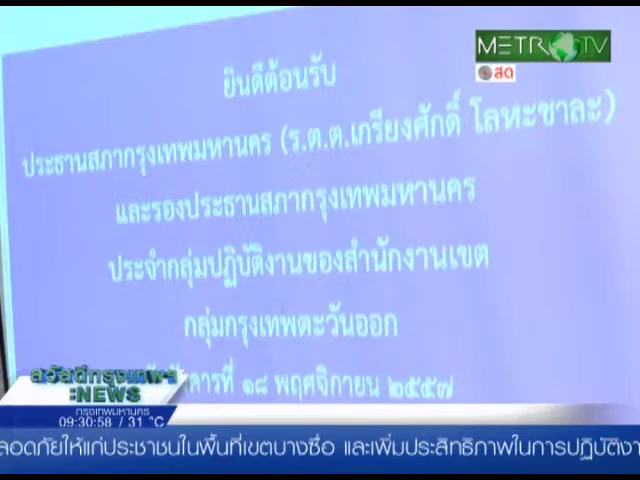 METR TV
สด
ยินดีต้อนรับ
ประธานสภากรุงเทพมหานคร (ร.ต.ต.เกรียงศักดิ์ โลหะชาละ)
และรองประธานสภากรุงเทพมหานคร
ประจำกลุ่มปฏิบัติงานของสำนักงานเขต
กลุ่มกรุงเทพตะวันออก
คารที่ ๑๘ พฤศจิกายน ๒๕๕๗
สวัสดีกรุงเทพฯ
:NEWS
กรุงเทพมหานคร
09:30:58 / 31 °C
ลอดภัยให้แก่ประชาชนในพื้นที่เขตบางซื่อ และเพิ่มประสิทธิภาพในการปฏิบัติงา